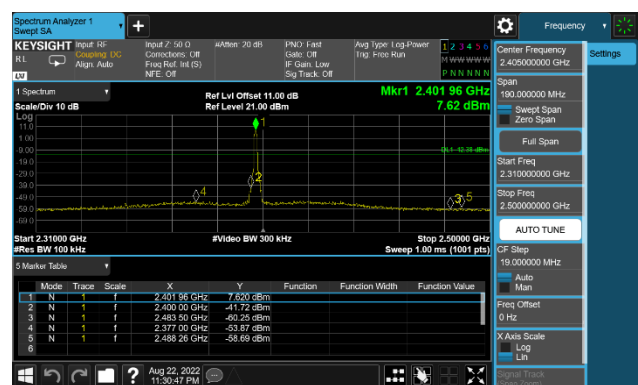 Spectrum Analyzer 1
Swept SA
+
Frequency
KEYSIGHT Input: RF Input Z: 50 Ω #Atten: 20 dB PNO: Fast Avg Type: Log-Power 1 2 3 4 5 6
RL Coupling: DC Corrections: Off Gate: Off Trig: Free Run M W W W W W
Align: Auto Freq Ref: Int (S) IF Gain: Low
NFE: Off Sig Track: Off P N N N N N
LXI
Center Frequency
2.405000000 GHz
Settings
1 Spectrum
Ref Lvl Offset 11.00 dB
Mkr1 2.401 96 GHz
Scale/Div 10 dB
Ref Level 21.00 dBm
7.62 dBm
Span
190.000000 MHz
Swept Span
Zero Span
Full Span
Start Freq
2.310000000 GHz
Stop Freq
2.500000000 GHz
AUTO TUNE
CF Step
19.000000 MHz
Auto
Man
Freq Offset
0 Hz
X Axis Scale
Log
Lin
Signal Track
Log
11.0
1.00
-9.00
-19.0
-29.0
-39.0
-49.0
-59.0
-69.0
1
2
4
3
5
Start 2.31000 GHz
#Video BW 300 kHz
Stop 2.50000 GHz
#Res BW 100 kHz
Sweep 1.00 ms (1001 pts)
5 Marker Table
Mode Trace Scale X Y Function Function Width Function Value
1 N 1 f 2.401 96 GHz 7.620 dBm
2 N 1 f 2.400 00 GHz -41.72 dBm
3 N 1 f 2.483 50 GHz -60.25 dBm
4 N 1 f 2.377 00 GHz -53.87 dBm
5 N 1 f 2.488 26 GHz -58.69 dBm
6
?
Aug 22, 2022
11:30:47 PM